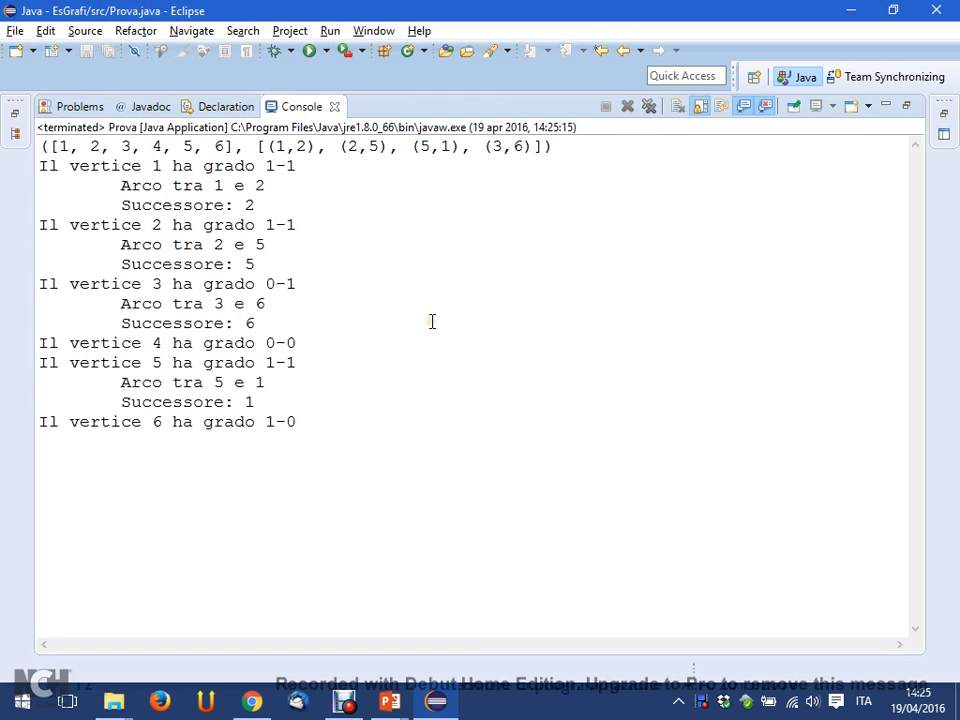 Java - EsGrafi/src/Prova.java - Eclipse
File Edit Source Refactor Navigate Search Project Run Window Help
Quick Access Java Team Synchronizing
Problems @ Javadoc Declaration Console
<terminated> Prova [Java Application] C:\Program Files\Java\jre1.8.0_66\bin\javaw.exe (19 apr 2016, 14:25:15)
([1, 2, 3, 4, 5, 6], [(1,2), (2,5), (5,1), (3,6)])
Il vertice 1 ha grado 1-1
Arco tra 1 e 2
Successore: 2
Il vertice 2 ha grado 1-1
Arco tra 2 e 5
Successore: 5
Il vertice 3 ha grado 0-1
Arco tra 3 e 6
Successore: 6
Il vertice 4 ha grado 0-0
Il vertice 5 ha grado 1-1
Arco tra 5 e 1
Successore: 1
Il vertice 6 ha grado 1-0
NCH
Recorded with Debut Home Edition. Upgrade to Pro to remove this message
ITA
14:25
19/04/2016